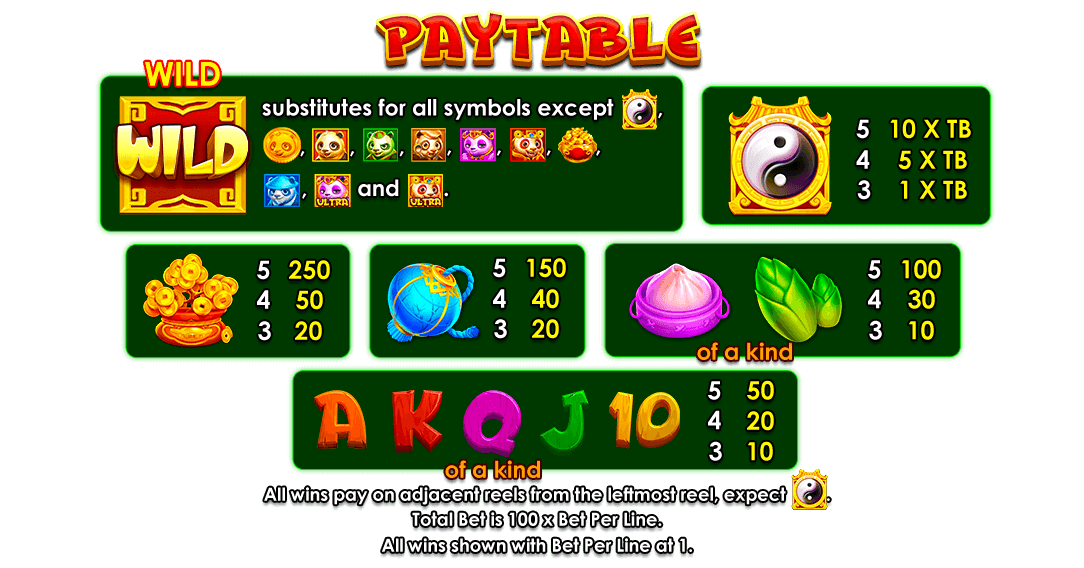 PAYTABLE
WILD
WILD
substitutes for all symbols except ,
, , , , , , ,
, ULTRA and ULTRA .
5 10 X TB
4 5 X TB
3 1 X TB
5 250
4 50
3 20
5 150
4 40
3 20
5 100
4 30
3 10
of a kind
A K Q J 10
5 50
4 20
3 10
of a kind
All wins pay on adjacent reels from the leftmost reel, expect .
Total Bet is 100 x Bet Per Line.
All wins shown with Bet Per Line at 1.